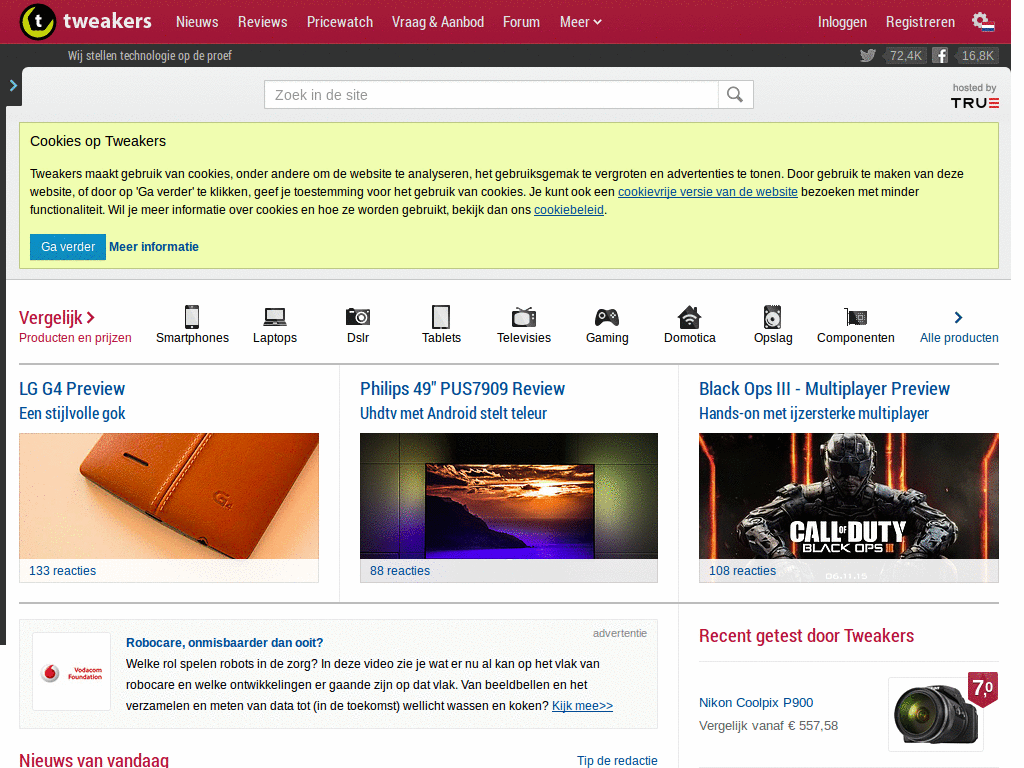 tweakers Nieuws Reviews Pricewatch Vraag & Aanbod Forum Meer Inloggen Registreren
Wij stellen technologie op de proef 72,4K 16,8K
Zoek in de site
hosted by
TRUE
Cookies op Tweakers
Tweakers maakt gebruik van cookies, onder andere om de website te analyseren, het gebruiksgemak te vergroten en advertenties te tonen. Door gebruik te maken van deze
website, of door op 'Ga verder' te klikken, geef je toestemming voor het gebruik van cookies. Je kunt ook een cookievrije versie van de website bezoeken met minder
functionaliteit. Wil je meer informatie over cookies en hoe ze worden gebruikt, bekijk dan ons cookiebeleid.
Ga verder Meer informatie
Vergelijk
Producten en prijzen
Smartphones Laptops Dslr Tablets Televisies Gaming Domotica Opslag Componenten Alle producten
LG G4 Preview
Een stijlvolle gok
G4
133 reacties
Philips 49" PUS7909 Review
Uhdtv met Android stelt teleur
88 reacties
Black Ops III - Multiplayer Preview
Hands-on met ijzersterke multiplayer
CALL OF DUTY
BLACK OPS III
108 reacties
06.11.15
advertentie
Vodacom
Foundation
Robocare, onmisbaarder dan ooit?
Welke rol spelen robots in de zorg? In deze video zie je wat er nu al kan op het vlak van
robocare en welke ontwikkelingen er gaande zijn op dat vlak. Van beeldbellen en het
verzamelen en meten van data tot (in de toekomst) wellicht wassen en koken? Kijk mee>>
Recent getest door Tweakers
Nikon Coolpix P900
Vergelijk vanaf € 557,58
7,0
Nieuws van vandaag Tip de redactie